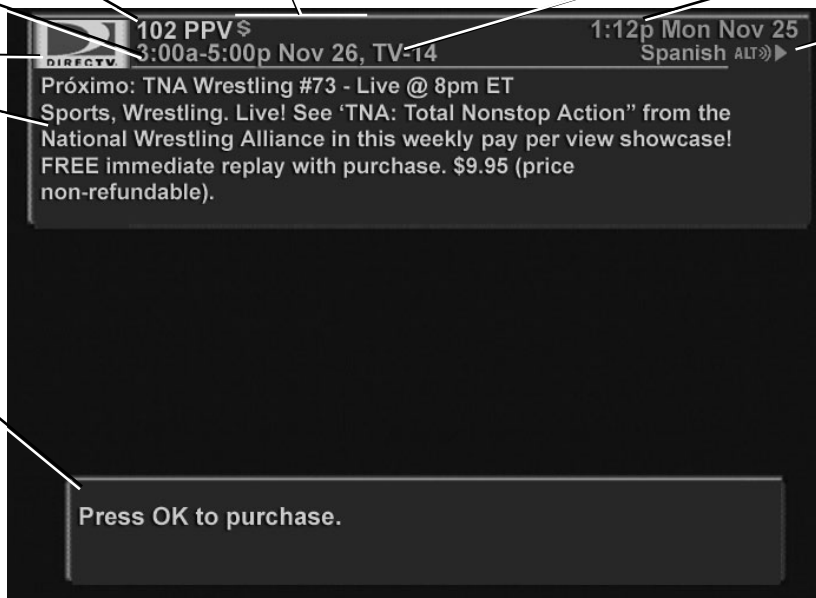 102 PPV $
1:12p Mon Nov 25
DIRECTV.
3:00a-5:00p Nov 26, TV-14
Spanish ALT
Próximo: TNA Wrestling #73 - Live @ 8pm ET
Sports, Wrestling. Live! See ‘TNA: Total Nonstop Action” from the
National Wrestling Alliance in this weekly pay per view showcase!
FREE immediate replay with purchase. $9.95 (price
non-refundable).
Press OK to purchase.